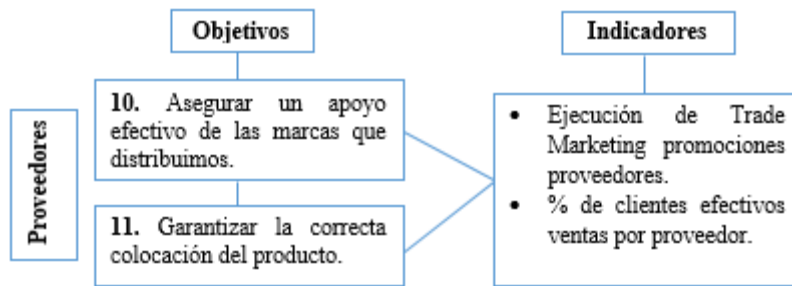 Objetivos
Indicadores
Proveedores
10. Asegurar un apoyo
efectivo de las marcas que
distribuimos.
11. Garantizar la correcta
colocación del producto.
• Ejecución de Trade
Marketing promociones
proveedores.
• % de clientes efectivos
ventas por proveedor.